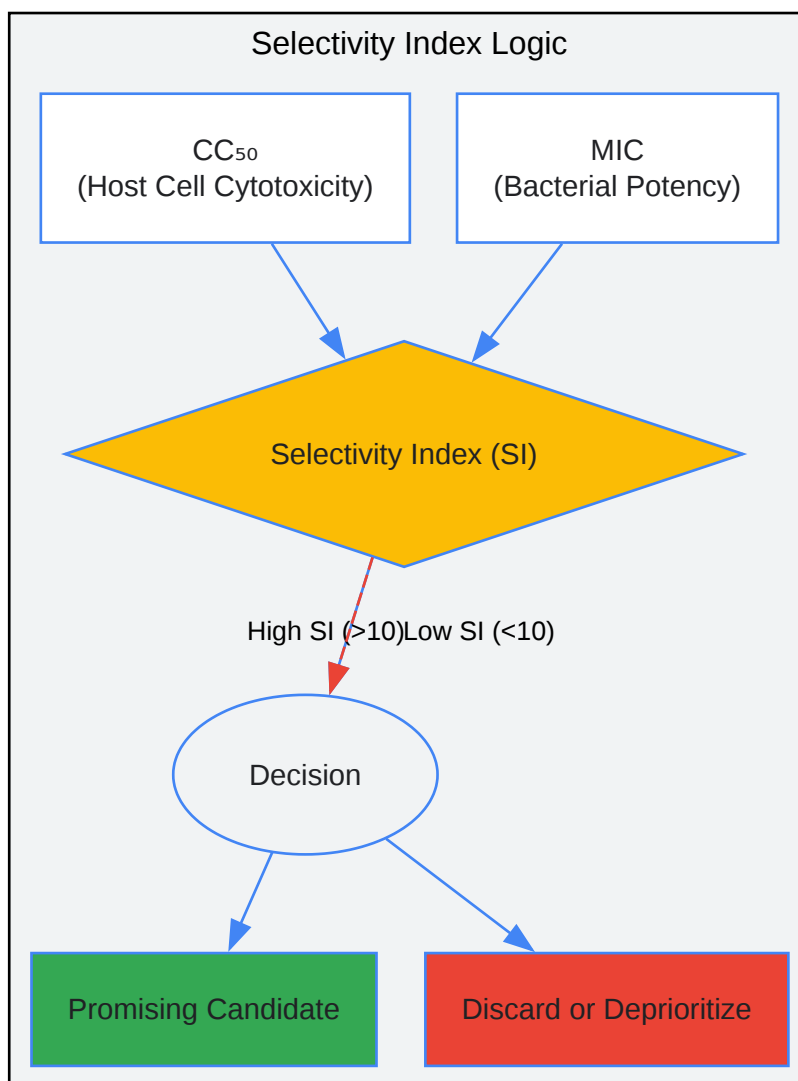 Selectivity Index Logic
CC₅₀
(Host Cell Cytotoxicity)
MIC
(Bacterial Potency)
Selectivity Index (SI)
High SI (>10)
Low SI (<10)
Decision
Promising Candidate
Discard or Deprioritize